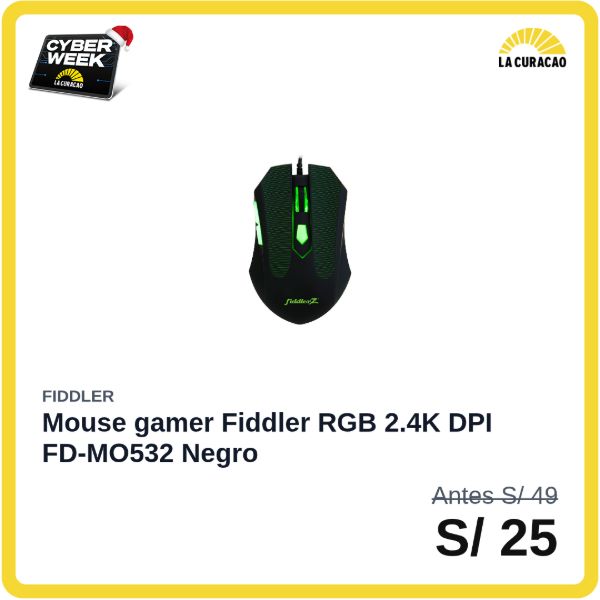 CYBER
WEEK
LA CURACAO
LA CURACAO
fiddler
FIDDLER
Mouse gamer Fiddler RGB 2.4K DPI
FD-MO532 Negro
Antes S/ 49
S/ 25